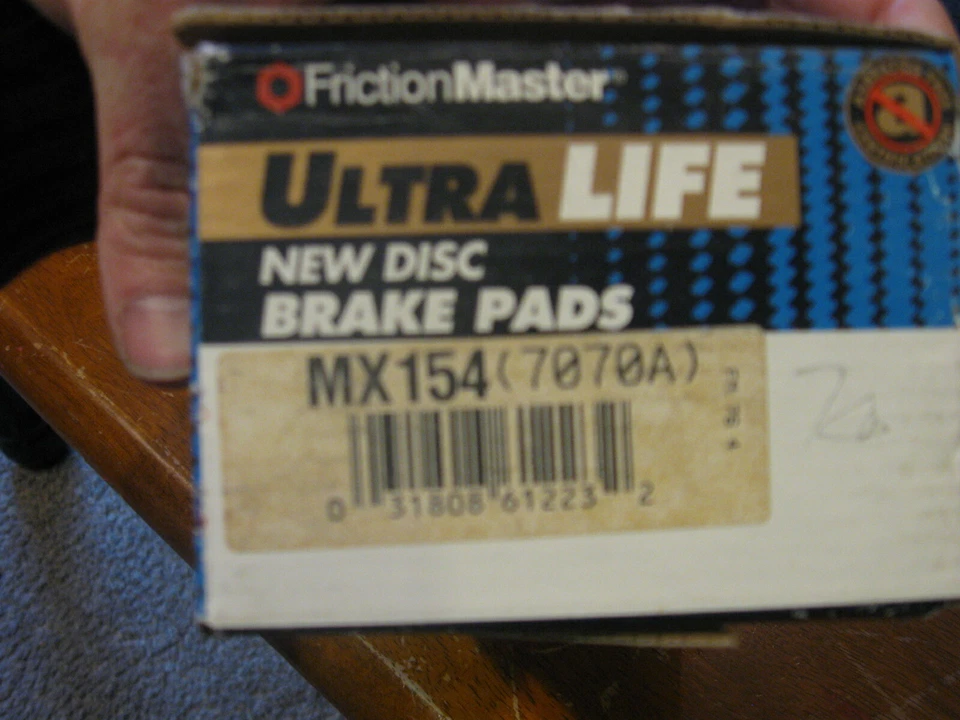 FrictionMaster
ULTRA LIFE
NEW DISC
BRAKE PADS
MX154 (7070A)
0 31808 61223 2